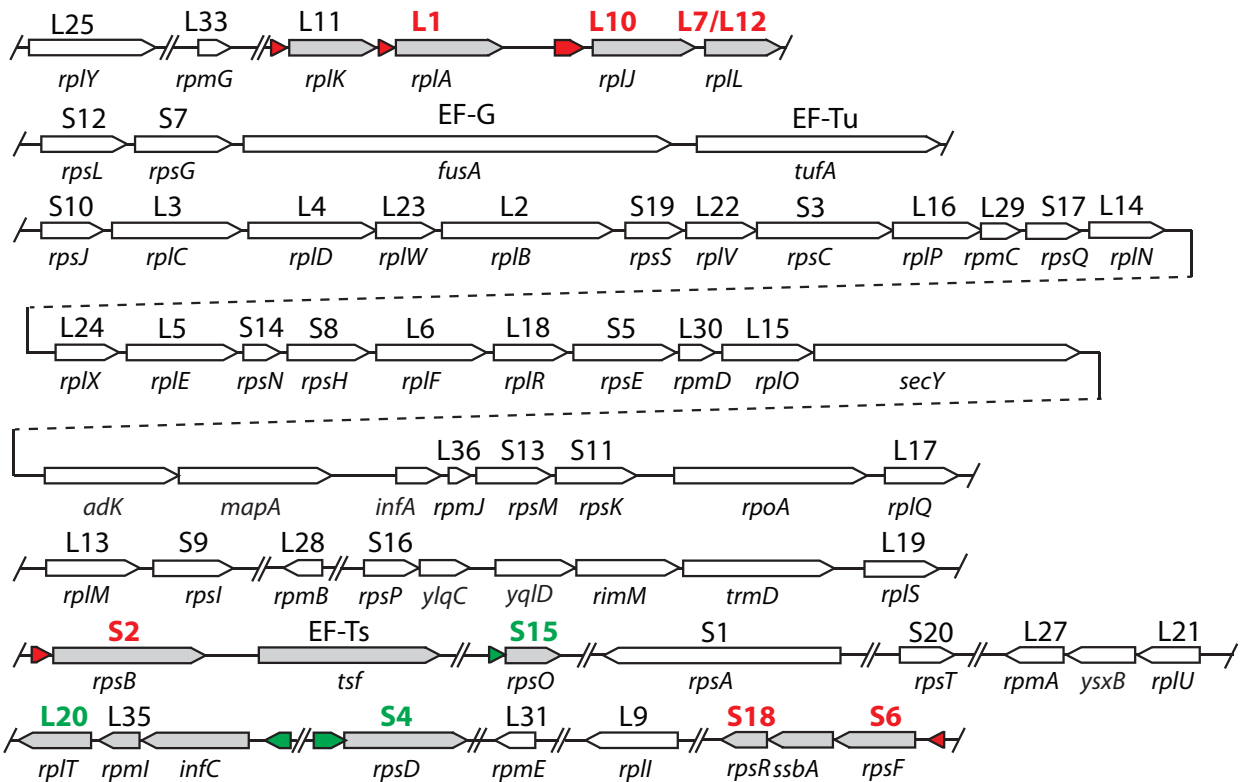 L25 L33 L11 L1 L10 L7/L12
rplY rpmG rplK rplA rplJ rplL
S12 S7 EF-G EF-Tu
rpsL rpsG fusA tufA
S10 L3 L4 L23 L2 S19 L22 S3 L16 L29 S17 L14
rpsJ rplC rplD rplW rplB rpsS rplV rpsC rplP rpmC rpsQ rplN
L24 L5 S14 S8 L6 L18 S5 L30 L15
rplX rplE rpsN rpsH rplF rplR rpsE rpmD rplO secY
L36 S13 S11 L17
adK mapA infA rpmJ rpsM rpsK rpoA rplQ
L13 S9 L28 S16 L19
rplM rpsI rpmB rpsP ylqC yqlD rimM trmD rplS
S2 EF-Ts S15 S1 S20 L27 L21
rpsB tsf rpsO rpsA rpsT rpmA ysxB rplU
L20 L35 S4 L31 L9 S18 S6
rplT rpmI infC rpsD rpmE rplI rpsR ssbA rpsF